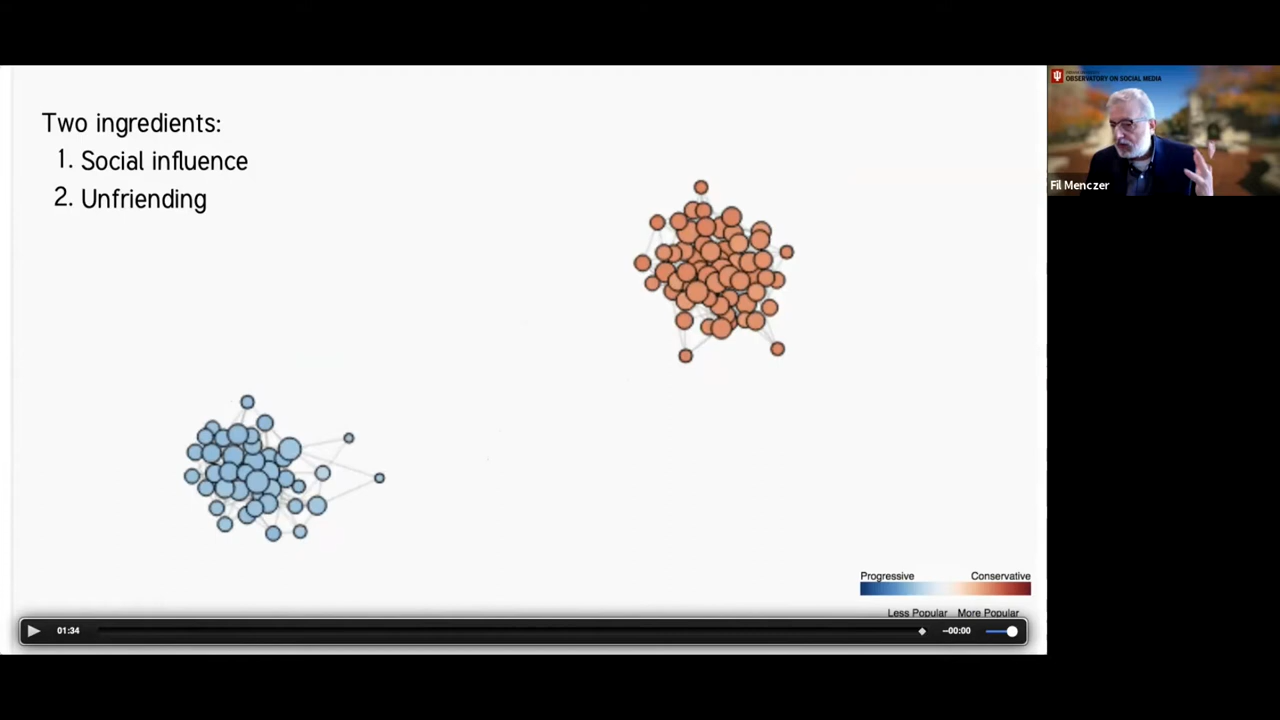 Two ingredients:
1. Social influence
2. Unfriending
OBSERVATORY ON SOCIAL MEDIA
Fil Menczer
Progressive
Conservative
Less Popular
More Popular
01:34
--00:00